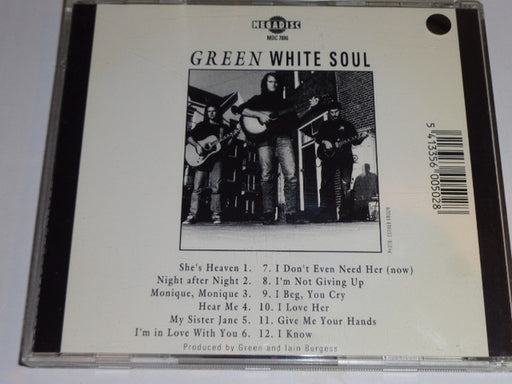 MEGADISC
MDC 7896
GREEN WHITE SOUL
5 413356 005028
She's Heaven 1.
Night after Night 2.
Monique, Monique 3.
Hear Me 4.
My Sister Jane 5.
I'm in Love With You 6.
7. I Don't Even Need Her (now)
8. I'm Not Giving Up
9. I Beg, You Cry
10. I Love Her
11. Give Me Your Hands
12. I Know
Produced by Green and Iain Burgess